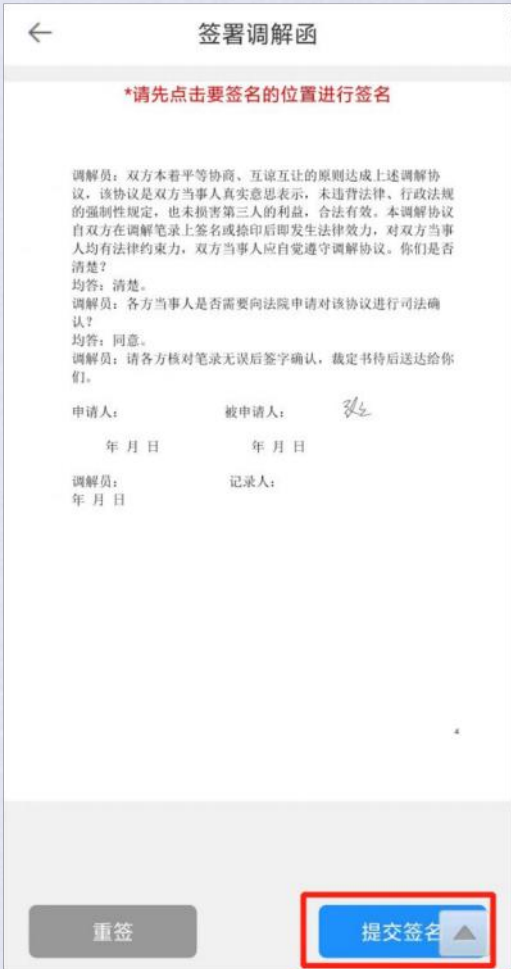 签署调解函
*请先点击要签名的位置进行签名
调解员：双方本着平等协商、互谅互让的原则达成上述调解协
议，该协议是双方当事人真实意思表示，未违背法律、行政法规
的强制性规定，也未损害第三人的利益，合法有效。本调解协议
自双方在调解笔录上签名或捺印后即发生法律效力，对双方当事
人均有法律约束力，双方当事人应自觉遵守调解协议。你们是否
清楚？
均答：清楚。
调解员：各方当事人是否需要向法院申请对该协议进行司法确
认？
均答：同意。
调解员：请各方核对笔录无误后签字确认，裁定书待后送达给你
们。
申请人： 被申请人：
年 月 日 年 月 日
调解员： 记录人：
年 月 日
4
重签 提交签名